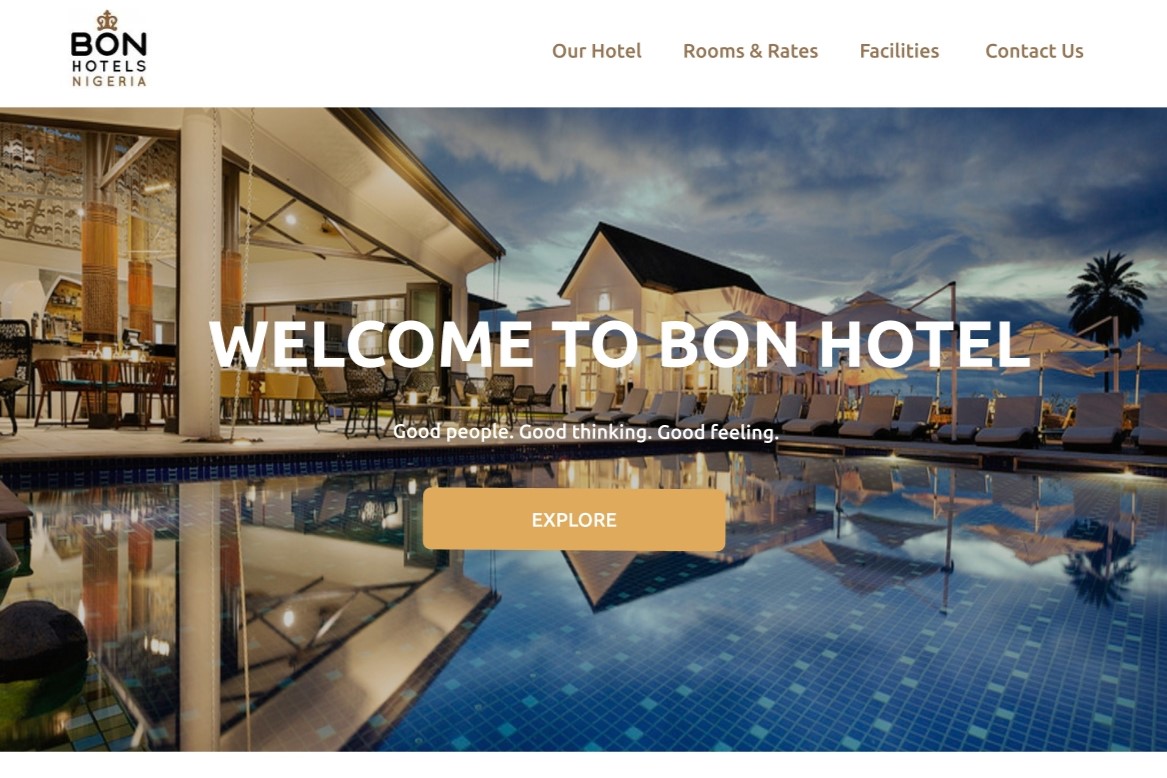 BON
HOTELS
NIGERIA
Our Hotel Rooms & Rates Facilities Contact Us
WELCOME TO BON HOTEL
Good people. Good thinking. Good feeling.
EXPLORE